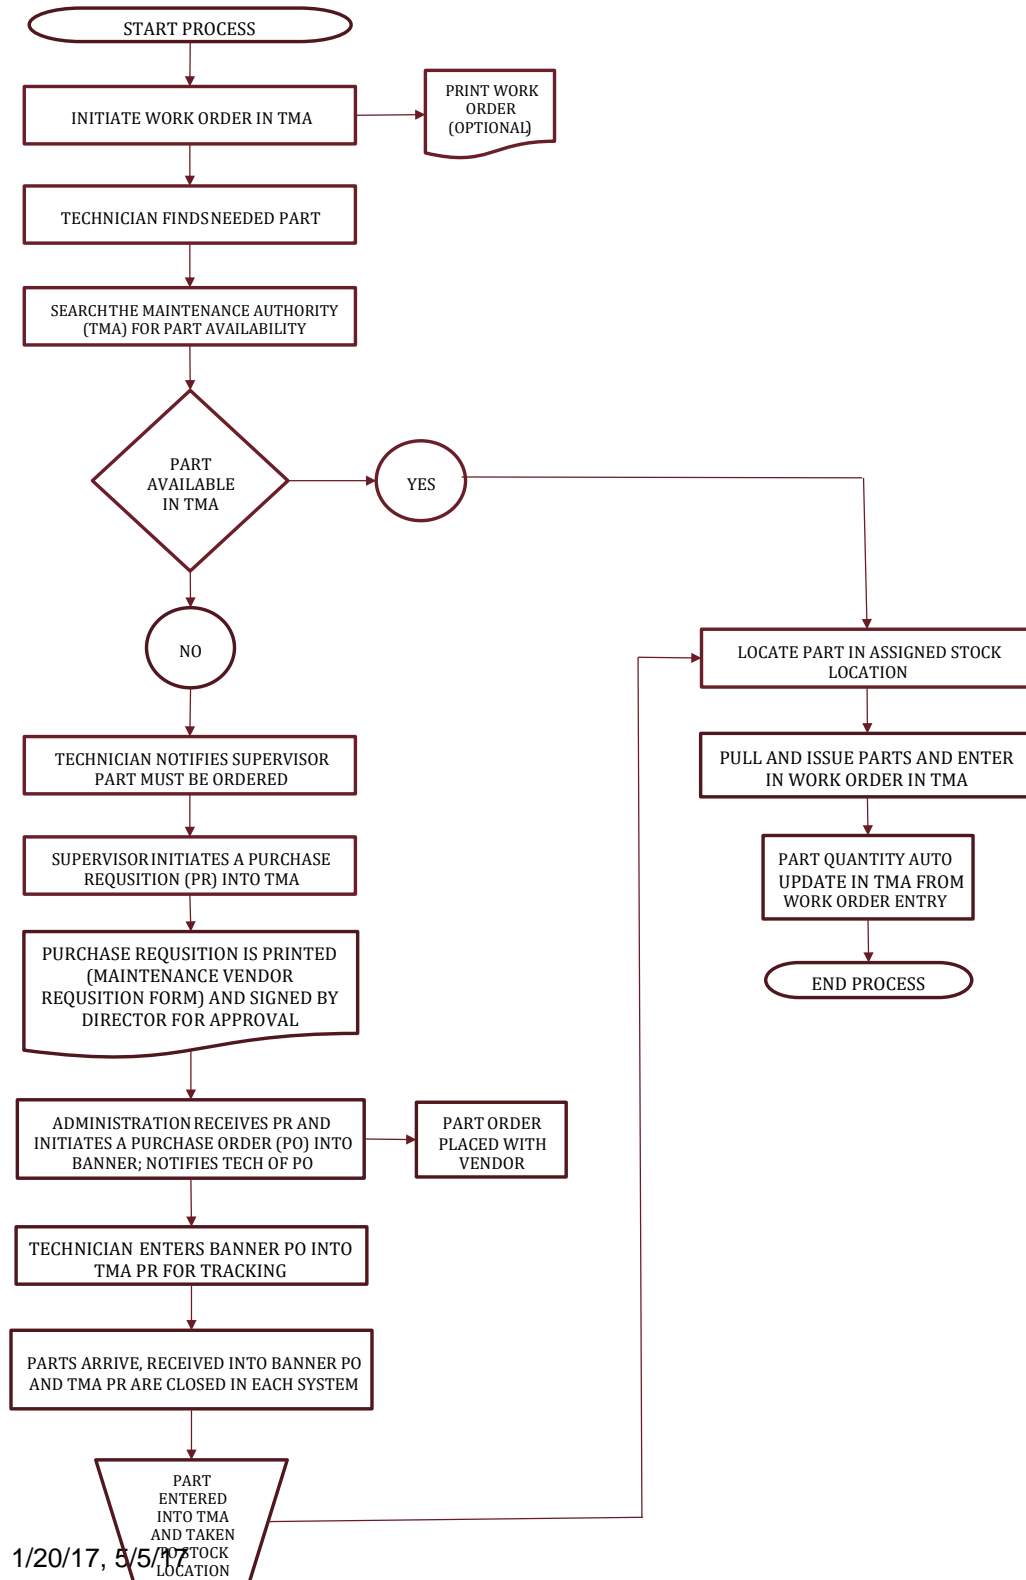 START PROCESS
INITIATE WORK ORDER IN TMA
PRINT WORK
ORDER
(OPTIONAL)
TECHNICIAN FINDS NEEDED PART
SEARCH THE MAINTENANCE AUTHORITY
(TMA) FOR PART AVAILABILITY
PART
AVAILABLE
IN TMA
YES
NO
TECHNICIAN NOTIFIES SUPERVISOR
PART MUST BE ORDERED
SUPERVISOR INITIATES A PURCHASE
REQUSITION (PR) INTO TMA
PURCHASE REQUSITION IS PRINTED
(MAINTENANCE VENDOR
REQUSITION FORM) AND SIGNED BY
DIRECTOR FOR APPROVAL
ADMINISTRATION RECEIVES PR AND
INITIATES A PURCHASE ORDER (PO) INTO
BANNER; NOTIFIES TECH OF PO
PART ORDER
PLACED WITH
VENDOR
TECHNICIAN ENTERS BANNER PO INTO
TMA PR FOR TRACKING
PARTS ARRIVE, RECEIVED INTO BANNER PO
AND TMA PR ARE CLOSED IN EACH SYSTEM
PART
ENTERED
INTO TMA
AND TAKEN
TO STOCK
LOCATION
LOCATE PART IN ASSIGNED STOCK
LOCATION
PULL AND ISSUE PARTS AND ENTER
IN WORK ORDER IN TMA
PART QUANTITY AUTO
UPDATE IN TMA FROM
WORK ORDER ENTRY
END PROCESS
1/20/17, 5/5/17